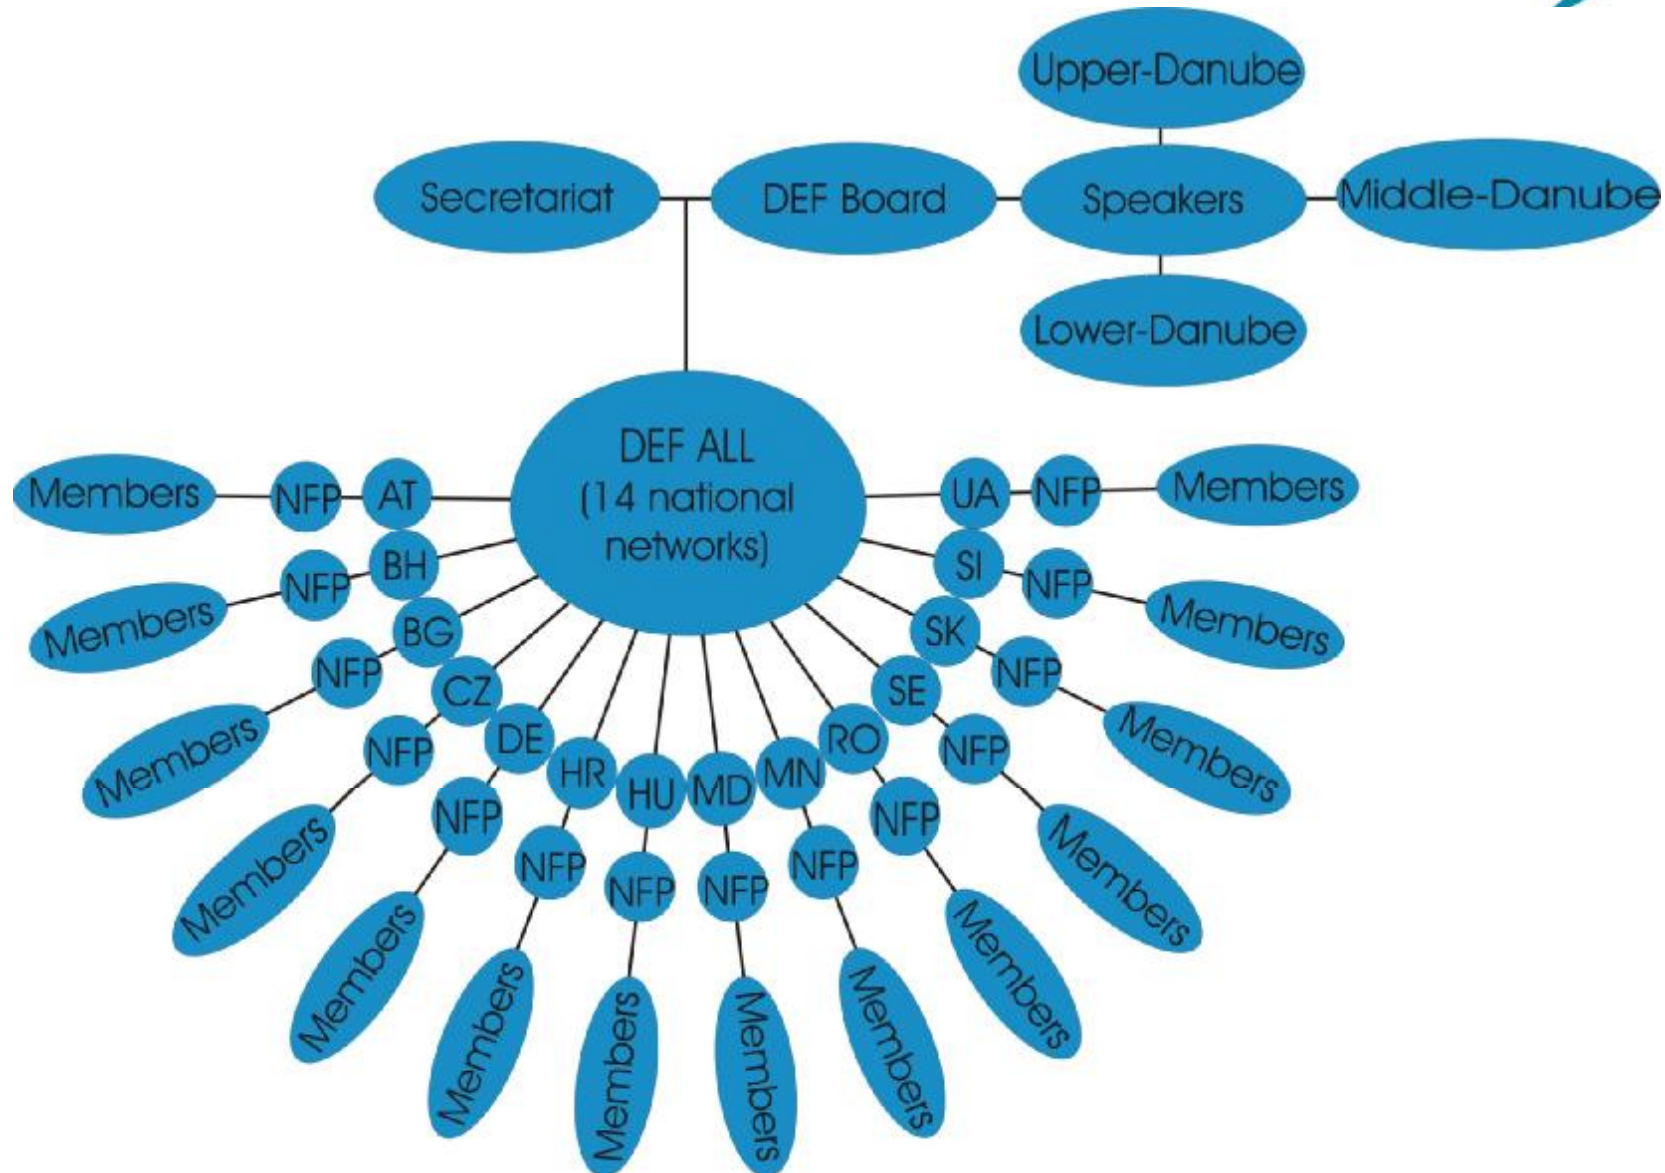 Upper-Danube
Secretariat
DEF Board
Speakers
Middle-Danube
Lower-Danube
DEF ALL
(14 national
networks)
Members
NFP
AT
UA
NFP
Members
Members
NFP
BH
SI
NFP
Members
Members
NFP
BG
SK
NFP
Members
Members
NFP
CZ
SE
NFP
Members
Members
NFP
DE
RO
NFP
Members
Members
NFP
HR
MN
NFP
Members
Members
NFP
HU
MD
NFP
Members